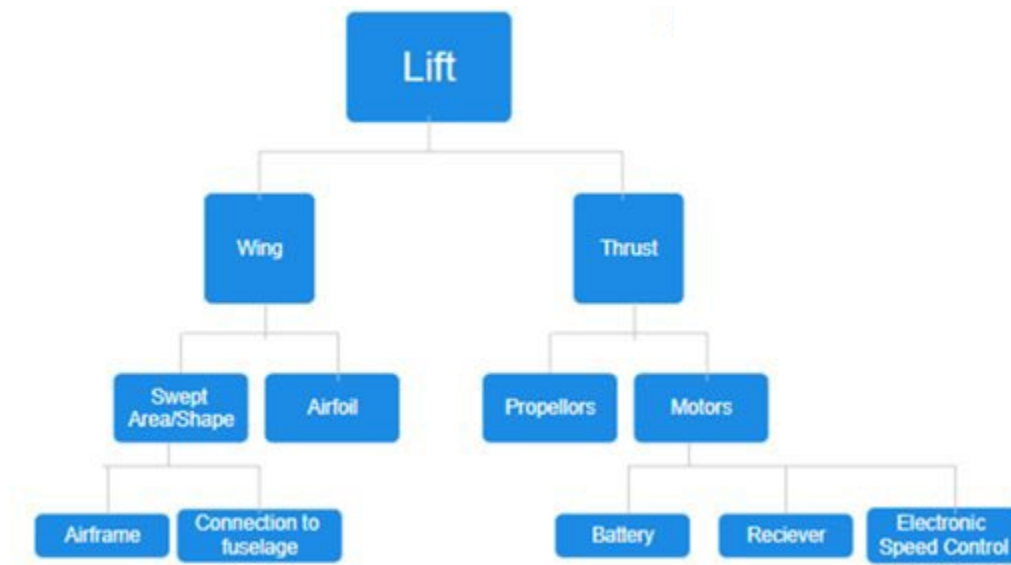 Lift
Wing
Thrust
Swept
Area/Shape
Airfoil
Propellors
Motors
Airframe
Connection to
fuselage
Battery
Reciever
Electronic
Speed Control